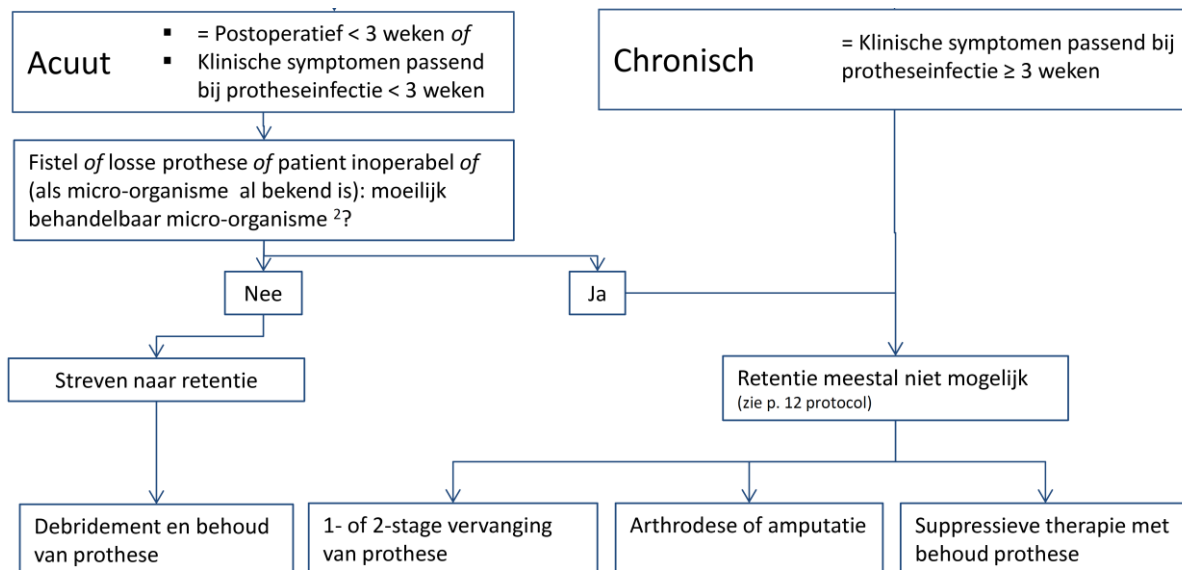 Acuut
▪ = Postoperatief < 3 weken of
▪ Klinische symptomen passend
bij protheseinfectie < 3 weken
Chronisch
= Klinische symptomen passend bij
protheseinfectie ≥ 3 weken
Fistel of losse prothese of patient inoperabel of
(als micro-organisme al bekend is): moeilijk
behandelbaar micro-organisme ²?
Nee
Ja
Streven naar retentie
Retentie meestal niet mogelijk
(zie p. 12 protocol)
Debridement en behoud
van prothese
1- of 2-stage vervanging
van prothese
Arthrodese of amputatie
Suppressieve therapie met
behoud prothese